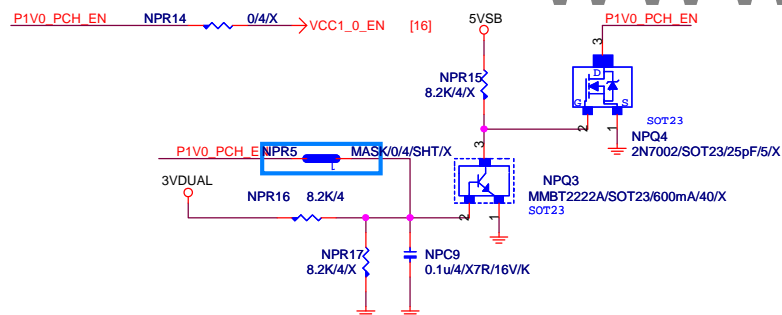 P1V0_PCH_EN NPR14 0/4/X VCC1_0_EN [16]
5VSB
P1V0_PCH_EN
NPR15
8.2K/4/X
3
D
G S
SOT23
2
1
NPQ4
2N7002/SOT23/25pF/5/X
P1V0_PCH_E NPR5 MASK/0/4/SHT/X
3
3VDUAL
NPR16 8.2K/4
NPQ3
MMBT2222A/SOT23/600mA/40/X
SOT23
2
1
NPR17
8.2K/4/X
NPC9
0.1u/4/X7R/16V/K